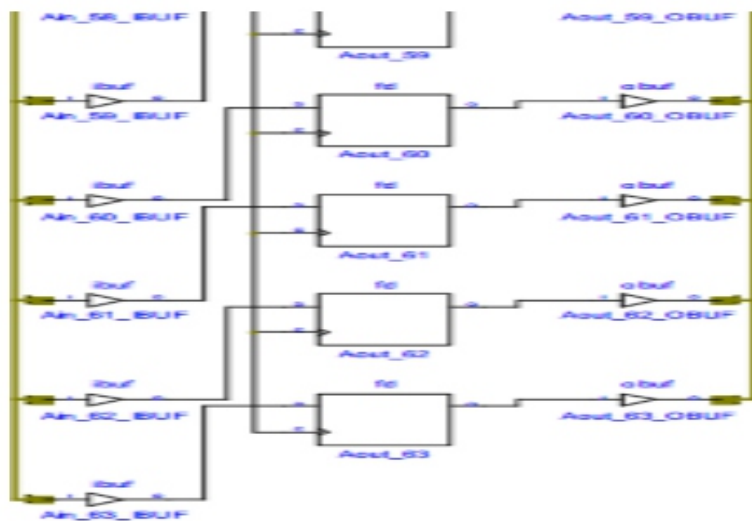 Ain_58_IBUF
Aout_59
Aout_59_OBUF
ibuf
Ain_59_IBUF
fd
Aout_60
obuf
Aout_60_OBUF
ibuf
Ain_60_IBUF
fd
Aout_61
obuf
Aout_61_OBUF
ibuf
Ain_61_IBUF
fd
Aout_62
obuf
Aout_62_OBUF
ibuf
Ain_62_IBUF
fd
Aout_63
obuf
Aout_63_OBUF
ibuf
Ain_63_IBUF